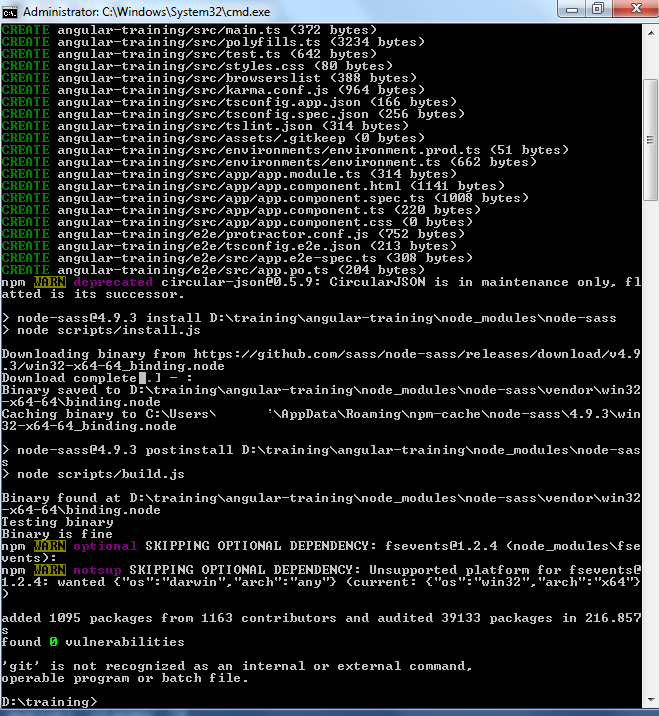 Administrator: C:\Windows\System32\cmd.exe
CREATE angular-training/src/main.ts (372 bytes)
CREATE angular-training/src/polyfills.ts (3234 bytes)
CREATE angular-training/src/test.ts (642 bytes)
CREATE angular-training/src/styles.css (80 bytes)
CREATE angular-training/src/browserslist (388 bytes)
CREATE angular-training/src/karma.conf.js (964 bytes)
CREATE angular-training/src/tsconfig.app.json (166 bytes)
CREATE angular-training/src/tsconfig.spec.json (256 bytes)
CREATE angular-training/src/tslint.json (314 bytes)
CREATE angular-training/src/assets/.gitkeep (0 bytes)
CREATE angular-training/src/environments/environment.prod.ts (51 bytes)
CREATE angular-training/src/environments/environment.ts (662 bytes)
CREATE angular-training/src/app/app.module.ts (314 bytes)
CREATE angular-training/src/app/app.component.html (1141 bytes)
CREATE angular-training/src/app/app.component.spec.ts (1008 bytes)
CREATE angular-training/src/app/app.component.ts (220 bytes)
CREATE angular-training/src/app/app.component.css (0 bytes)
CREATE angular-training/e2e/protractor.conf.js (752 bytes)
CREATE angular-training/e2e/tsconfig.e2e.json (213 bytes)
CREATE angular-training/e2e/src/app.e2e-spec.ts (308 bytes)
CREATE angular-training/e2e/src/app.po.ts (204 bytes)
npm WARN deprecated circular-json@0.5.9: CircularJSON is in maintenance only, fl
atted is its successor.
> node-sass@4.9.3 install D:\training\angular-training\node_modules\node-sass
> node scripts/install.js
Downloading binary from https://github.com/sass/node-sass/releases/download/v4.9
.3/win32-x64-64_binding.node
Download complete .] - :
Binary saved to D:\training\angular-training\node_modules\node-sass\vendor\win32
-x64-64\binding.node
Caching binary to C:\Users\ \AppData\Roaming\npm-cache\node-sass\4.9.3\win
32-x64-64_binding.node
> node-sass@4.9.3 postinstall D:\training\angular-training\node_modules\node-sas
s
> node scripts/build.js
Binary found at D:\training\angular-training\node_modules\node-sass\vendor\win32
-x64-64\binding.node
Testing binary
Binary is fine
npm WARN optional SKIPPING OPTIONAL DEPENDENCY: fsevents@1.2.4 (node_modules\fse
vents):
npm WARN notsup SKIPPING OPTIONAL DEPENDENCY: Unsupported platform for fsevents@
1.2.4: wanted {"os":"darwin","arch":"any"} (current: {"os":"win32","arch":"x64"}
)
added 1095 packages from 1163 contributors and audited 39133 packages in 216.857
s
found 0 vulnerabilities
'git' is not recognized as an internal or external command,
operable program or batch file.
D:\training>